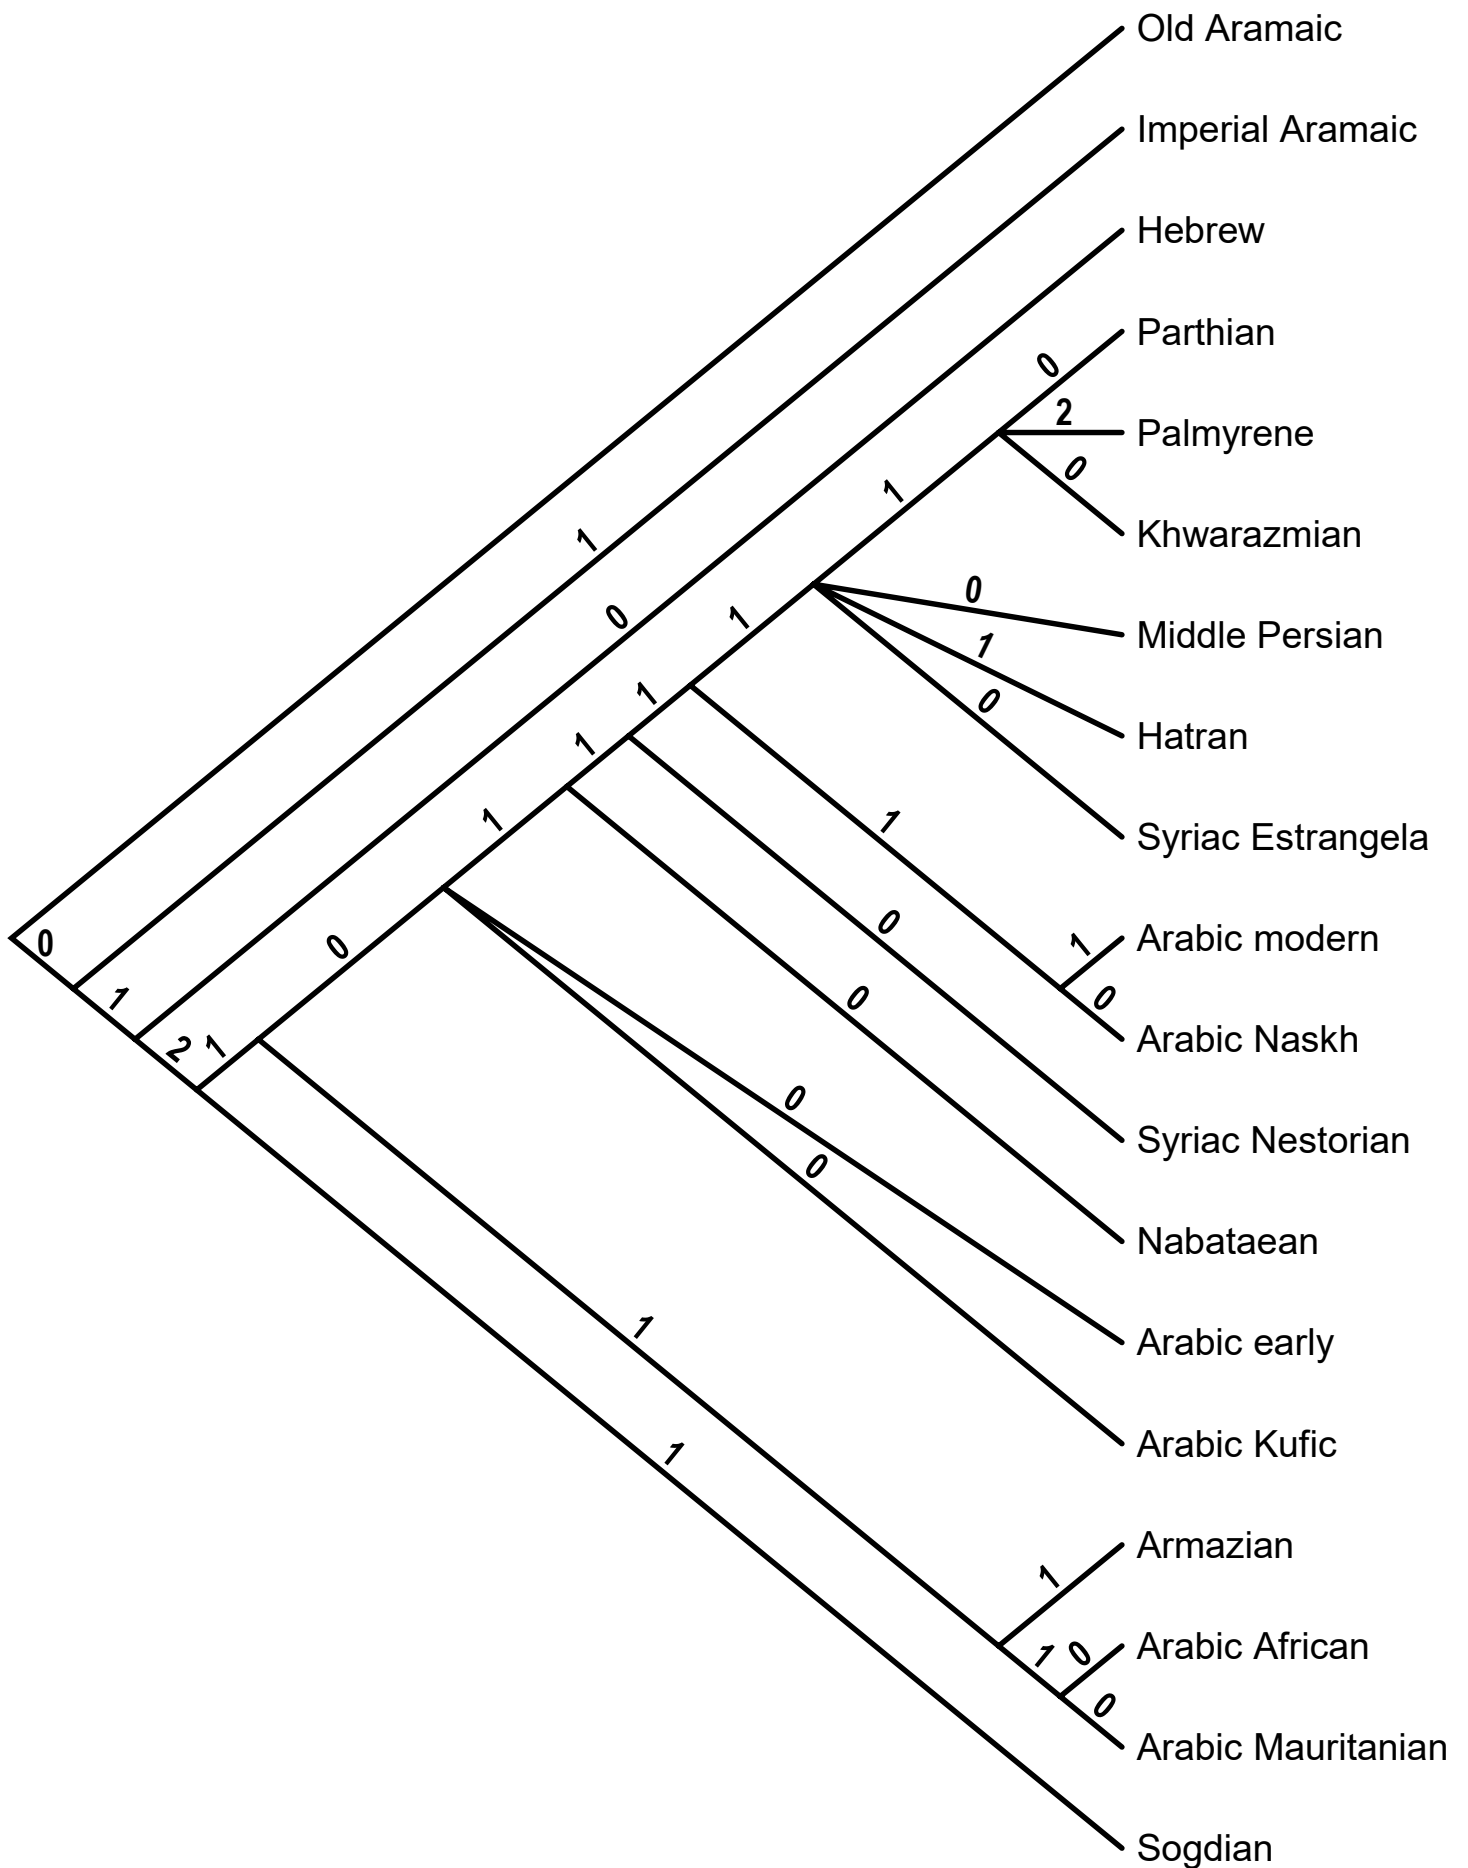 Old Aramaic
Imperial Aramaic
Hebrew
0
Parthian
2
Palmyrene
0
1
Khwarazmian
1
0
0
1
Middle Persian
1
0
1
Hatran
1
1
Syriac Estrangela
1
0
0
1
Arabic modern
0
1
0
0
Arabic Naskh
2
1
0
Syriac Nestorian
0
Nabataean
1
Arabic early
1
Arabic Kufic
1
Armazian
1
0
Arabic African
0
Arabic Mauritanian
Sogdian